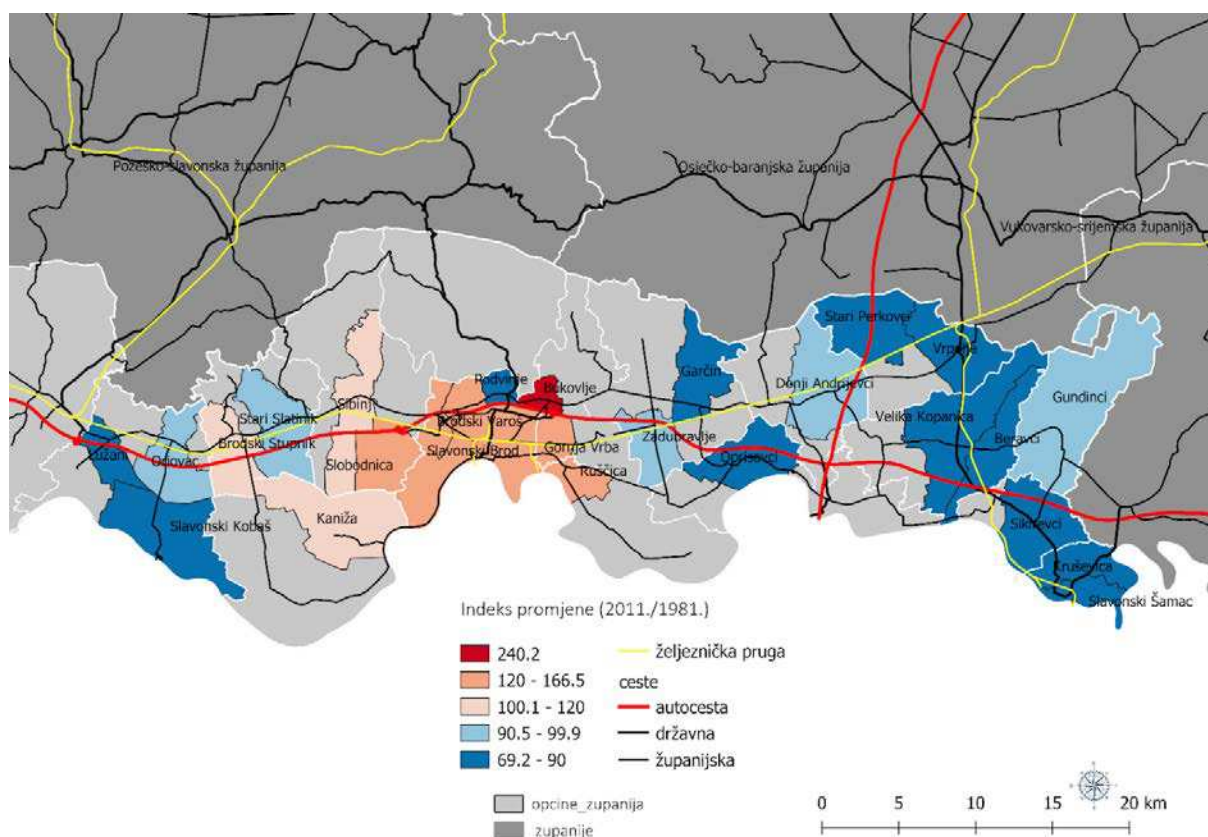 Požeško-slavonska županija
Osječko-baranjska županija
Vukovarsko-srijemska županija
Stari Perkovci
Vrpolje
Garčin
Podvinje
Bukovlje
Donji Andrijevci
Sibinj
Gundinci
Stari Slatinik
Brodski Varoš
Velika Kopanica
Zadubravlje
Beravci
Brodski Stupnik
Gornja Vrba
Slavonski Brod
Lužani
Oriovac
Slobodnica
Oprisavci
Ruščica
Sikirevci
Kaniža
Slavonski Kobaš
Kruševica
Slavonski Šamac
Indeks promjene (2011./1981.)
240.2
željeznička pruga
120 - 166.5
ceste
100.1 - 120
autocesta
90.5 - 99.9
državna
69.2 - 90
županijska
opcine_zupanija
zupanije
0 5 10 15 20 km